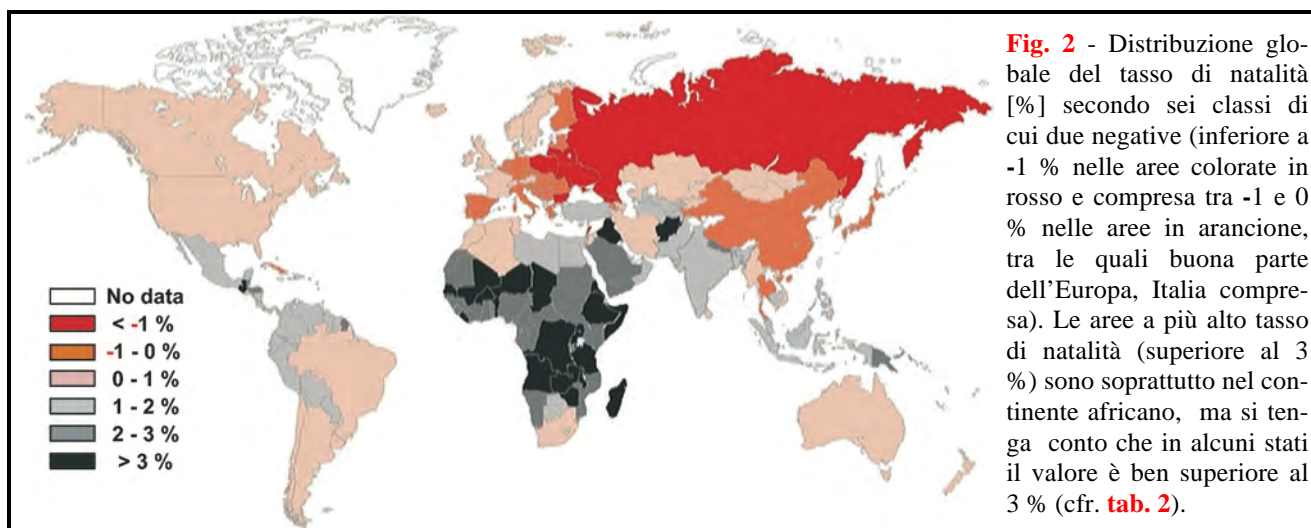 No data
< -1 %
-1 - 0 %
0 - 1 %
1 - 2 %
2 - 3 %
> 3 %
Fig. 2 - Distribuzione glo-
bale del tasso di natalità
[%] secondo sei classi di
cui due negative (inferiore a
-1 % nelle aree colorate in
rosso e compresa tra -1 e 0
% nelle aree in arancione,
tra le quali buona parte
dell’Europa, Italia compre-
sa). Le aree a più alto tasso
di natalità (superiore al 3
%) sono soprattutto nel con-
tinente africano, ma si ten-
ga conto che in alcuni stati
il valore è ben superiore al
3 % (cfr. tab. 2).